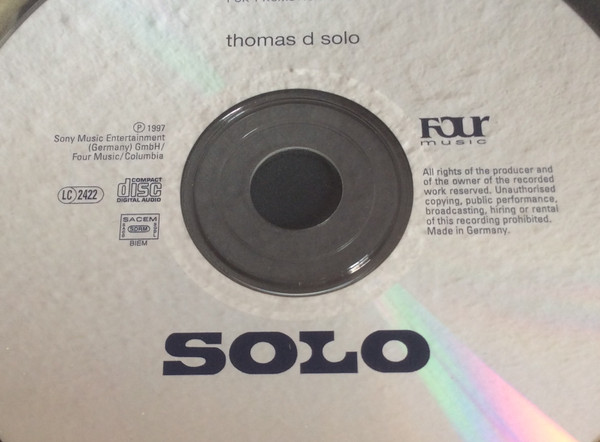 thomas d solo
℗ 1997
Sony Music Entertainment
(Germany) GmbH/
Four Music/Columbia
LC 2422
COMPACT
disc
DIGITAL AUDIO
SACEM
SDRM
BIEM
FOUR
music
All rights of the producer and
of the owner of the recorded
work reserved. Unauthorised
copying, public performance,
broadcasting, hiring or rental
of this recording prohibited.
Made in Germany.
SOLO